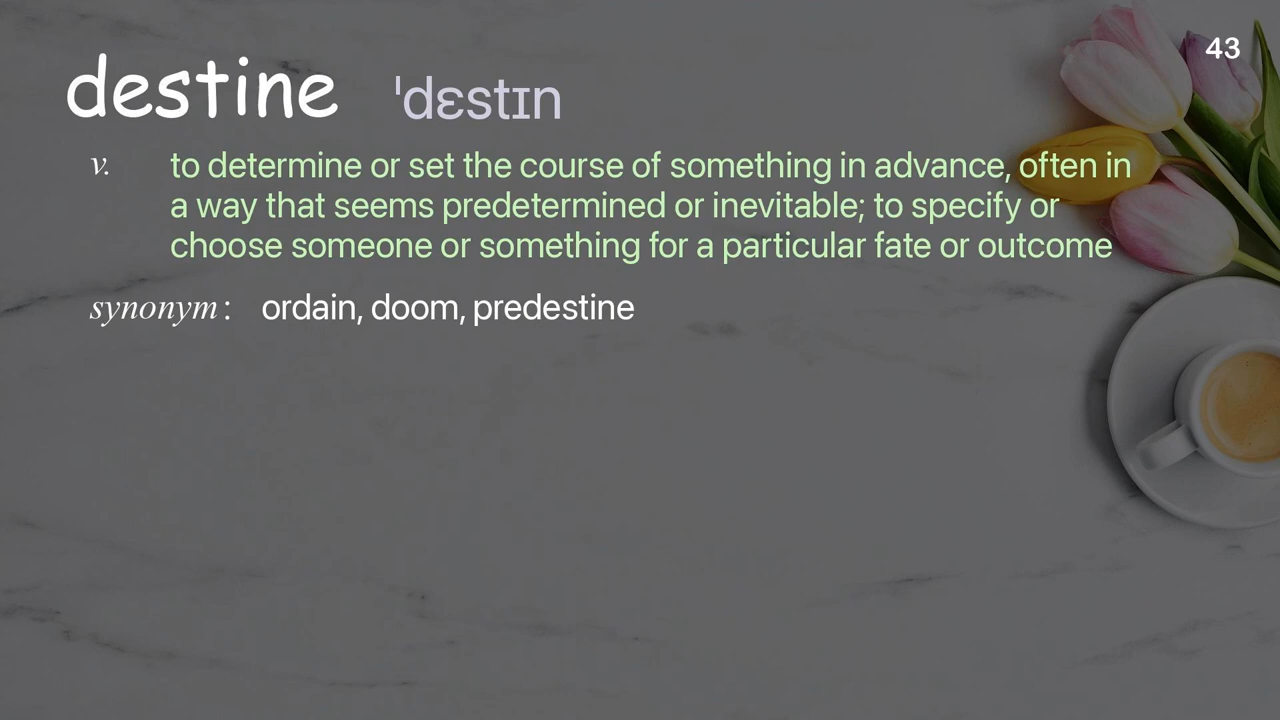 43
destine ˈdɛstɪn
v. to determine or set the course of something in advance, often in
a way that seems predetermined or inevitable; to specify or
choose someone or something for a particular fate or outcome
synonym: ordain, doom, predestine